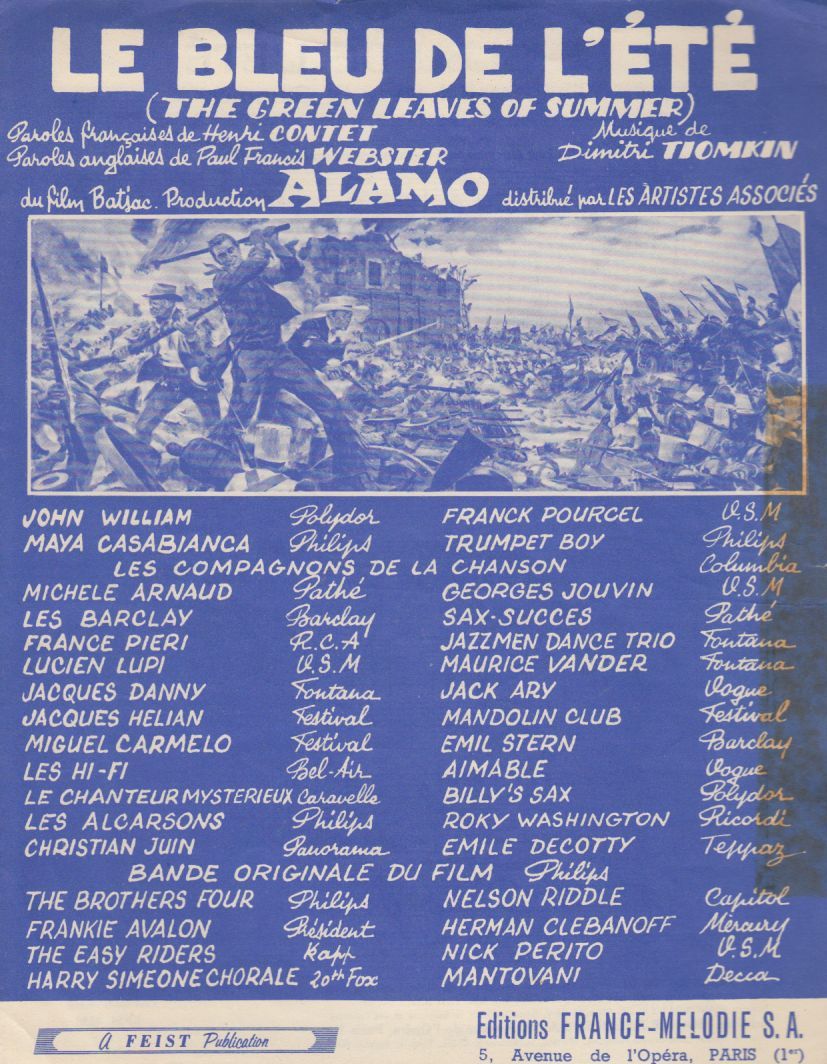 LE BLEU DE L'ÉTÉ
(THE GREEN LEAVES OF SUMMER)
Paroles françaises de Henri CONTET
Paroles anglaises de Paul Francis WEBSTER
Musique de
Dimitri TIOMKIN
du film Batjac. Production ALAMO distribué par LES ARTISTES ASSOCIÉS
JOHN WILLIAM Polydor
MAYA CASABIANCA Philips
FRANCK POURCEL V.S.M
TRUMPET BOY Philips
LES COMPAGNONS DE LA CHANSON Columbia
MICHELE ARNAUD Pathé
LES BARCLAY Barclay
FRANCE PIERI R.C.A
LUCIEN LUPI V.S.M
JACQUES DANNY Fontana
JACQUES HELIAN Festival
MIGUEL CARMELO Festival
LES HI-FI Bel-Air
LE CHANTEUR MYSTERIEUX Caravelle
LES ALCARSONS Philips
CHRISTIAN JUIN Panorama
GEORGES JOUVIN V.S.M
SAX-SUCCES Pathé
JAZZMEN DANCE TRIO Fontana
MAURICE VANDER Fontana
JACK ARY Vogue
MANDOLIN CLUB Festival
EMIL STERN Barclay
AIMABLE Vogue
BILLY'S SAX Polydor
ROKY WASHINGTON Ricordi
EMILE DECOTTY Teppaz
BANDE ORIGINALE DU FILM Philips
THE BROTHERS FOUR Philips
FRANKIE AVALON Président
THE EASY RIDERS Kapp
HARRY SIMEONE CHORALE 20th Fox
NELSON RIDDLE Capitol
HERMAN CLEBANOFF Mercury
NICK PERITO V.S.M
MANTOVANI Decca
A FEIST Publication
Editions FRANCE-MELODIE S. A.
5, Avenue de l'Opéra, PARIS (1er)